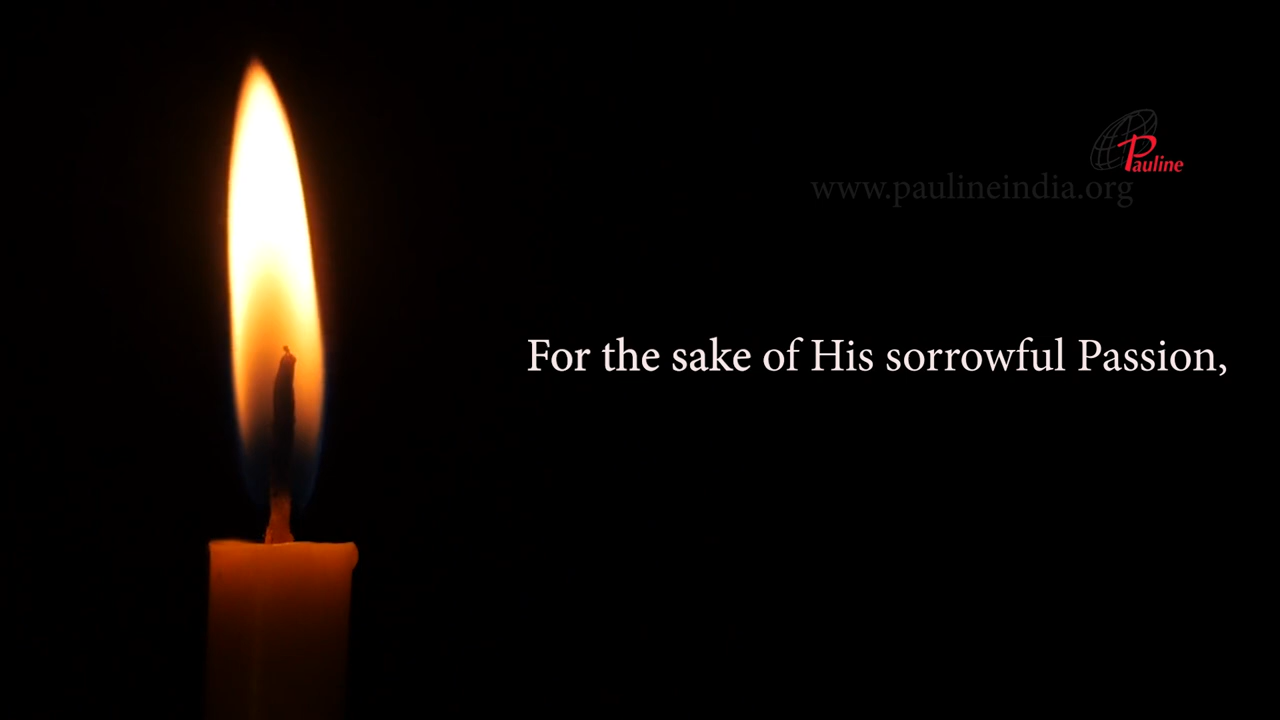 Pauline
www.paulineindia.org
For the sake of His sorrowful Passion,